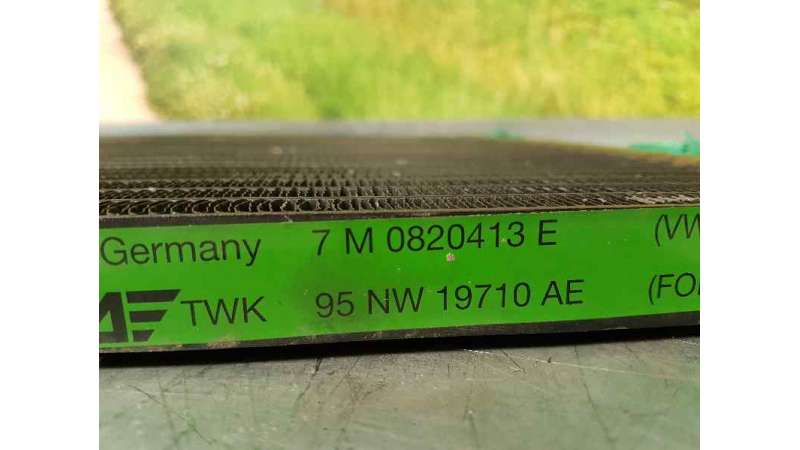 Germany 7 M 0820413 E (VW
TWK 95 NW 19710 AE (FO